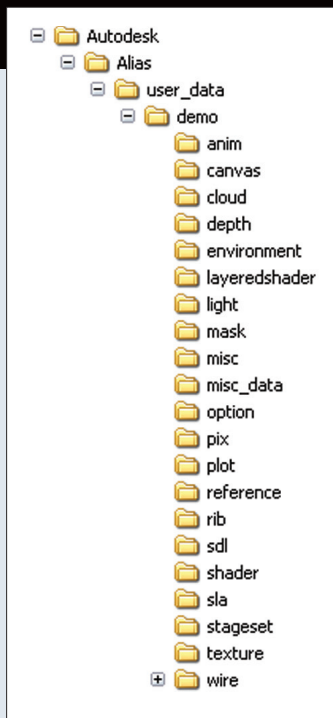 Autodesk
Alias
user_data
demo
anim
canvas
cloud
depth
environment
layeredshader
light
mask
misc
misc_data
option
pix
plot
reference
rib
sdl
shader
sla
stageset
texture
wire